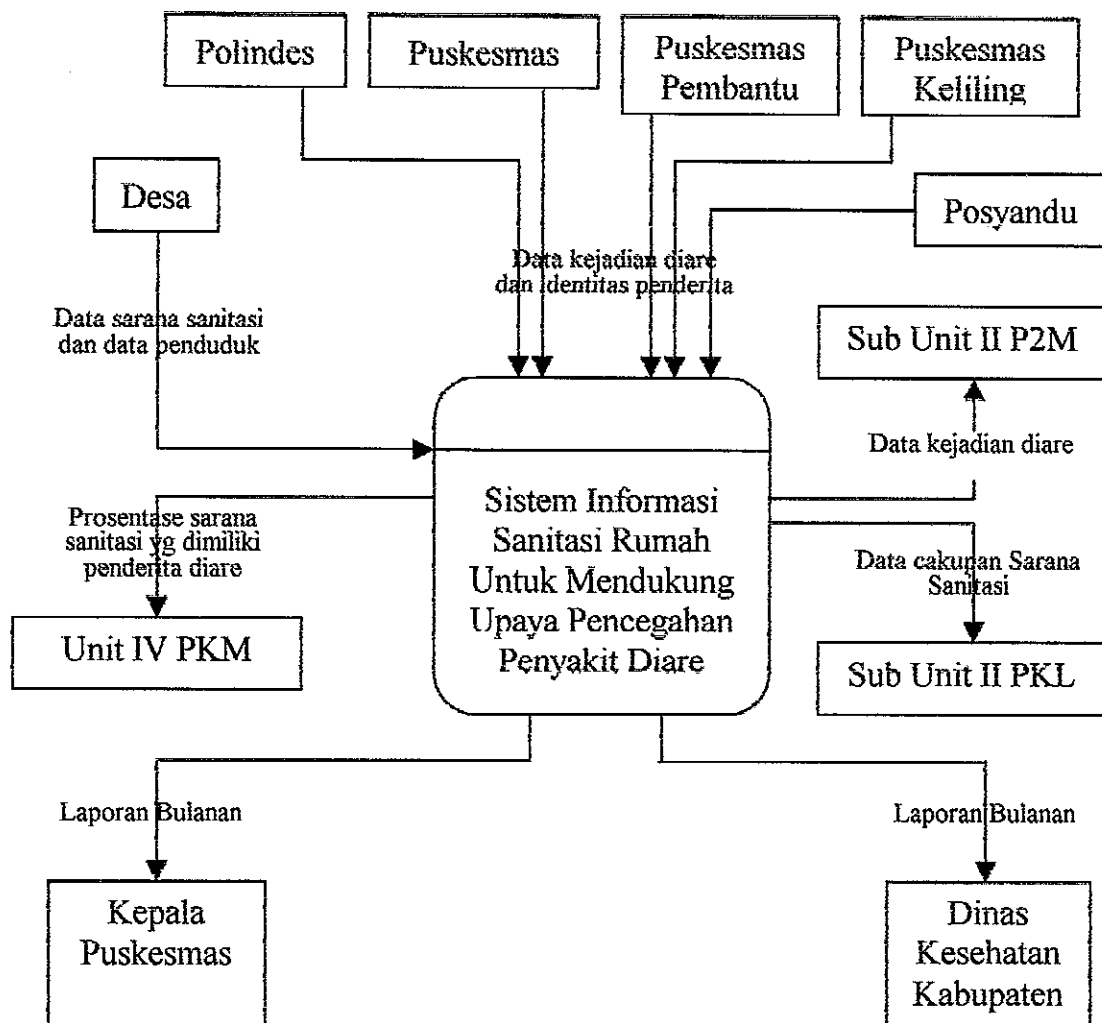 Polindes
Puskesmas
Puskesmas
Pembantu
Puskesmas
Keliling
Desa
Posyandu
Data kejadian diare
dan identitas penderita
Data sarana sanitasi
dan data penduduk
Sub Unit II P2M
Data kejadian diare
Sistem Informasi
Sanitasi Rumah
Untuk Mendukung
Upaya Pencegahan
Penyakit Diare
Prosentase sarana
sanitasi yg dimiliki
penderita diare
Data cakupan Sarana
Sanitasi
Unit IV PKM
Sub Unit II PKL
Laporan Bulanan
Laporan Bulanan
Kepala
Puskesmas
Dinas
Kesehatan
Kabupaten